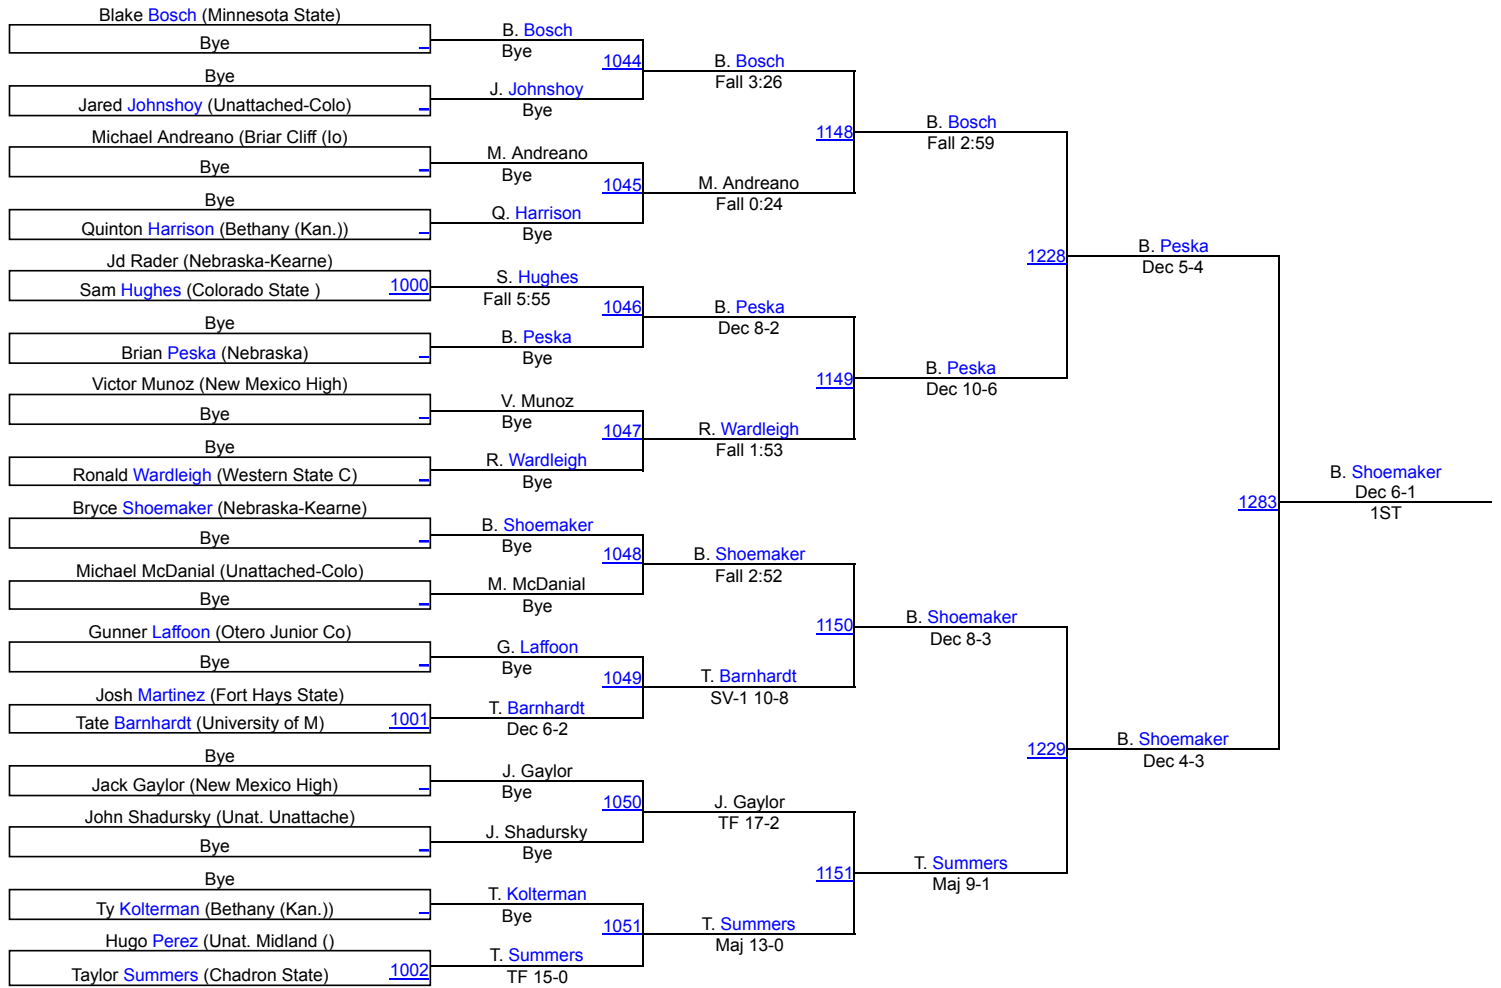 Blake Bosch (Minnesota State)
Bye
Bye
Jared Johnshoy (Unattached-Colo)
Michael Andreano (Briar Cliff (Io)
Bye
Bye
Quinton Harrison (Bethany (Kan.))
Jd Rader (Nebraska-Kearne)
Sam Hughes (Colorado State ) 1000
Bye
Brian Peska (Nebraska)
Victor Munoz (New Mexico High)
Bye
Bye
Ronald Wardleigh (Western State C)
Bryce Shoemaker (Nebraska-Kearne)
Bye
Michael McDanial (Unattached-Colo)
Bye
Gunner Laffoon (Otero Junior Co)
Bye
Josh Martinez (Fort Hays State)
Tate Barnhardt (University of M) 1001
Bye
Jack Gaylor (New Mexico High)
John Shadursky (Unat. Unattache)
Bye
Bye
Ty Kolterman (Bethany (Kan.))
Hugo Perez (Unat. Midland ()
Taylor Summers (Chadron State) 1002
B. Bosch
Bye
1044
J. Johnshoy
Bye
M. Andreano
Bye
1045
Q. Harrison
Bye
S. Hughes
Fall 5:55
1046
B. Peska
Bye
V. Munoz
Bye
1047
R. Wardleigh
Bye
B. Shoemaker
Bye
1048
M. McDanial
Bye
G. Laffoon
Bye
1049
T. Barnhardt
Dec 6-2
J. Gaylor
Bye
1050
J. Shadursky
Bye
T. Kolterman
Bye
1051
T. Summers
TF 15-0
B. Bosch
Fall 3:26
1148
M. Andreano
Fall 0:24
B. Peska
Dec 8-2
1149
R. Wardleigh
Fall 1:53
B. Shoemaker
Fall 2:52
1150
T. Barnhardt
SV-1 10-8
J. Gaylor
TF 17-2
1151
T. Summers
Maj 13-0
B. Bosch
Fall 2:59
1228
B. Peska
Dec 10-6
B. Shoemaker
Dec 8-3
1229
T. Summers
Maj 9-1
B. Peska
Dec 5-4
1283
B. Shoemaker
Dec 4-3
B. Shoemaker
Dec 6-1
1ST